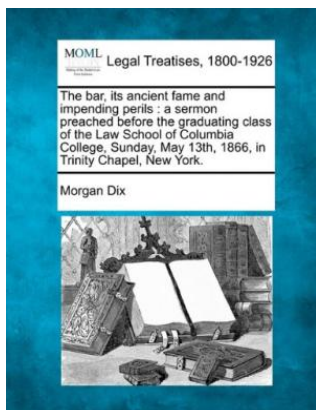 MOML Legal Treatises, 1800-1926
The bar, its ancient fame and
impending perils : a sermon
preached before the graduating class
of the Law School of Columbia
College, Sunday, May 13th, 1866, in
Trinity Chapel, New York.
Morgan Dix